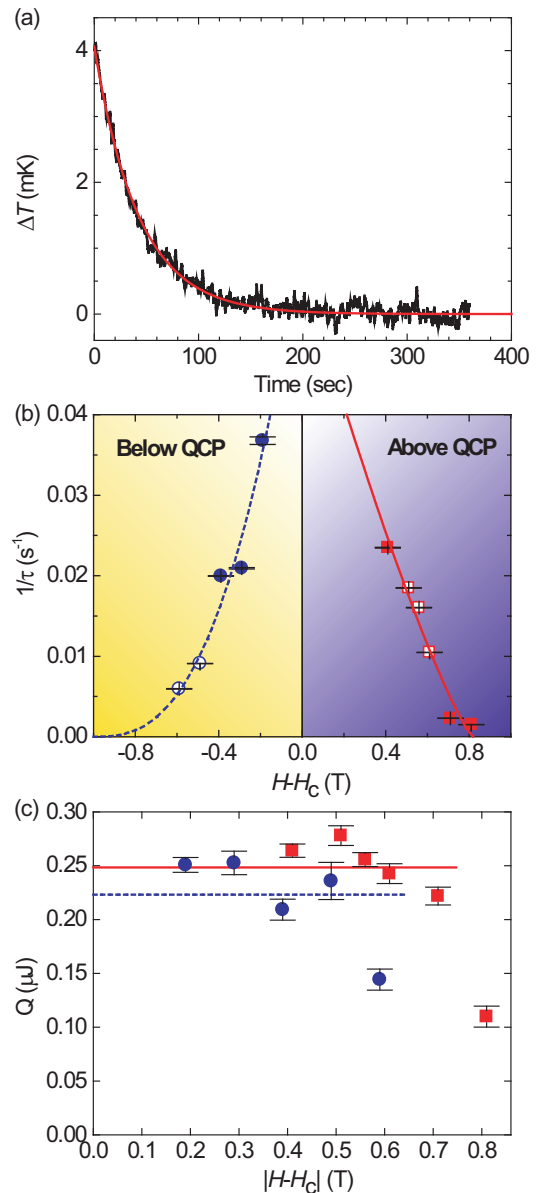 (a)
4
2
0
ΔT (mK)
0 100 200 300 400
Time (sec)
(b)
0.04
0.03
0.02
0.01
0.00
1/τ (s⁻¹)
Below QCP
Above QCP
-0.8 -0.4 0.0 0.4 0.8
H-H_C (T)
(c)
0.30
0.25
0.20
0.15
0.10
0.05
0.00
Q (μJ)
0.0 0.1 0.2 0.3 0.4 0.5 0.6 0.7 0.8
|H-H_C| (T)